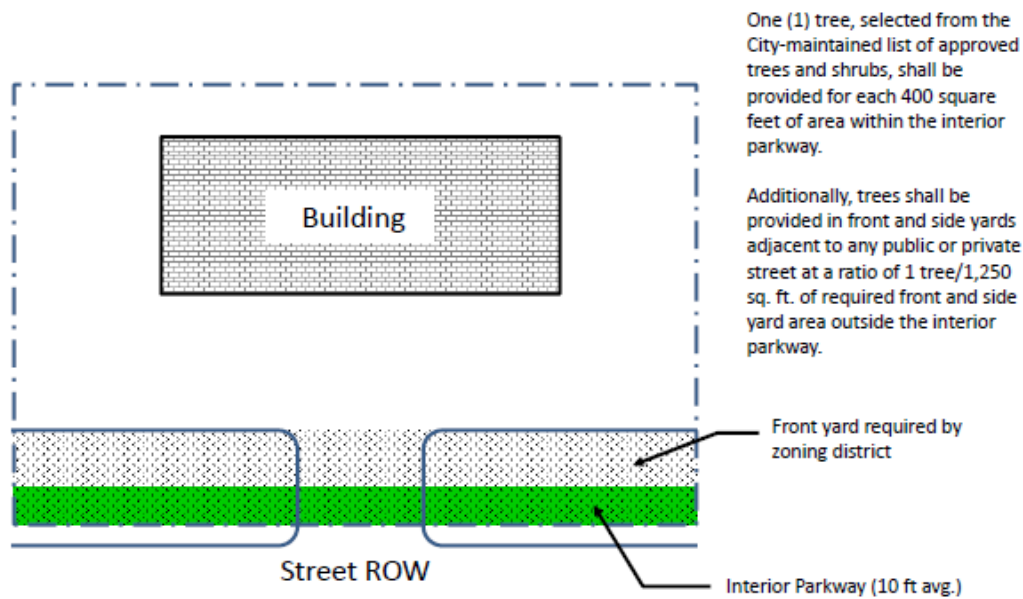 One (1) tree, selected from the
City-maintained list of approved
trees and shrubs, shall be
provided for each 400 square
feet of area within the interior
parkway.
Additionally, trees shall be
provided in front and side yards
adjacent to any public or private
street at a ratio of 1 tree/1,250
sq. ft. of required front and side
yard area outside the interior
parkway.
Building
Front yard required by
zoning district
Street ROW
Interior Parkway (10 ft avg.)